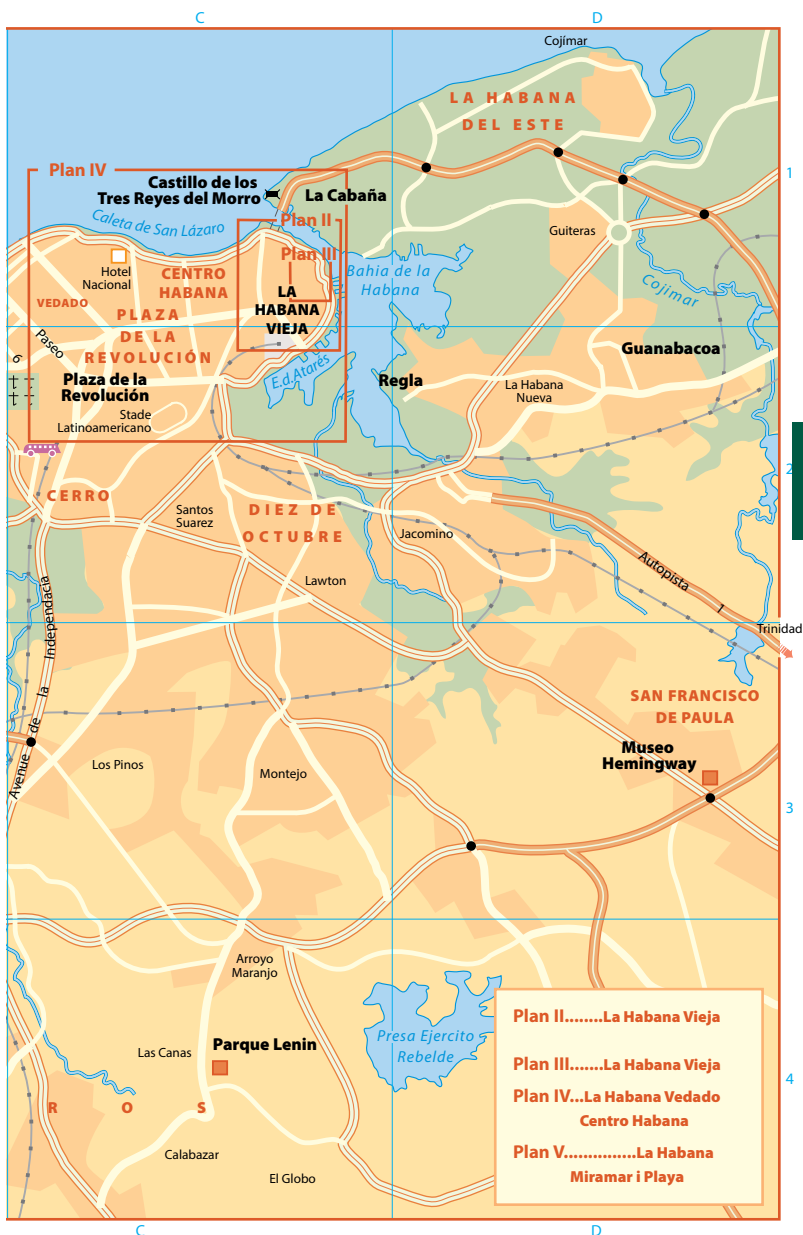 C
D
Cojímar
LA HABANA
DEL ESTE
1
Plan IV
Castillo de los
Tres Reyes del Morro
La Cabaña
Caleta de San Lázaro
Plan II
Guiteras
Hotel
Nacional
CENTRO
HABANA
Plan III
Bahia de la
Habana
Cojimar
VEDADO
LA
HABANA
VIEJA
PLAZA
DE LA
REVOLUCIÓN
Paseo
6
Guanabacoa
Plaza de la
Revolución
E.d.Atarés
Regla
La Habana
Nueva
Stade
Latinoamericano
2
CERRO
Santos
Suarez
DIEZ DE
OCTUBRE
Jacomino
Lawton
Autopista 1
Trinidad
Avenue de la Independacia
SAN FRANCISCO
DE PAULA
Museo
Hemingway
Los Pinos
Montejo
3
Arroyo
Maranjo
Presa Ejercito
Rebelde
Parque Lenin
Las Canas
4
R O S
Calabazar
El Globo
Plan II........La Habana Vieja
Plan III.......La Habana Vieja
Plan IV...La Habana Vedado
Centro Habana
Plan V...............La Habana
Miramar i Playa
C
D